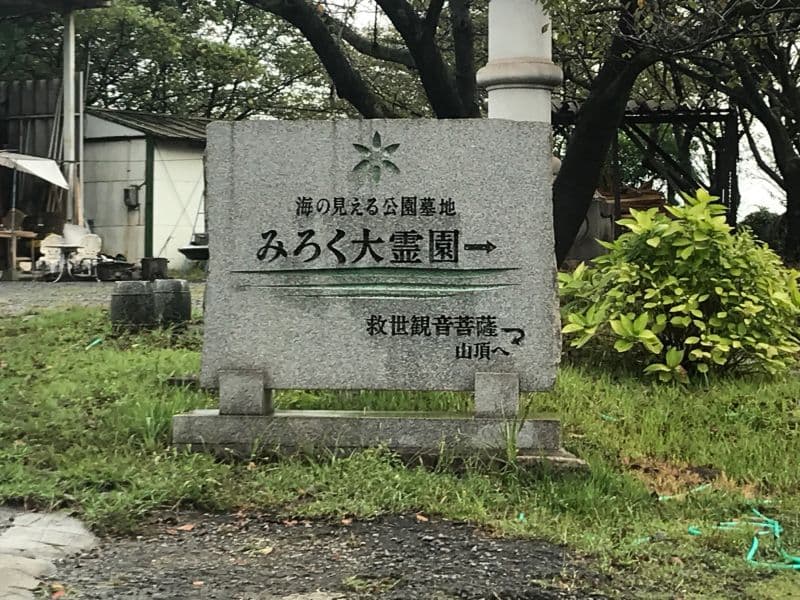 海の見える公園墓地
みろく大霊園→
救世観音菩薩
山頂へ